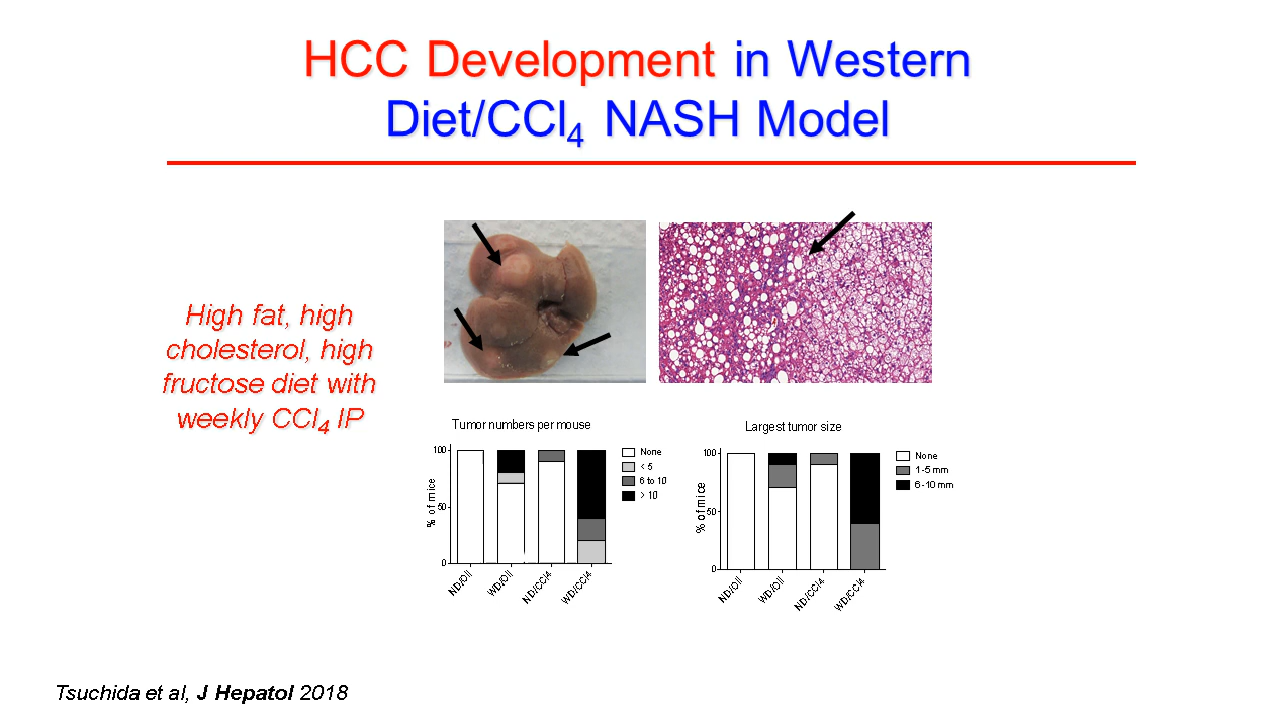 HCC Development in Western
Diet/CCl4 NASH Model
High fat, high
cholesterol, high
fructose diet with
weekly CCl4 IP
Tumor numbers per mouse
% of mice
100
50
0
ND/Oil
WD/Oil
ND/CCl4
WD/CCl4
None
< 5
6 to 10
> 10
Largest tumor size
% of mice
100
50
0
ND/Oil
WD/Oil
ND/CCl4
WD/CCl4
None
1-5 mm
6-10 mm
Tsuchida et al, J Hepatol 2018